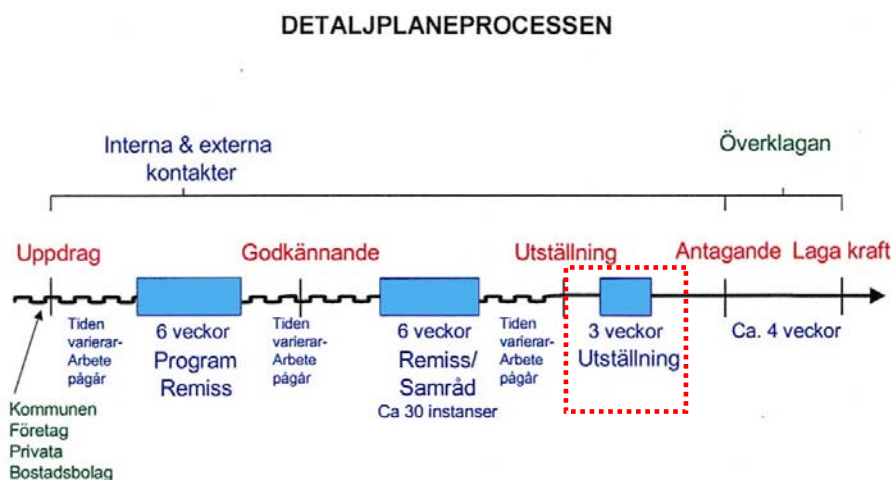 DETALJPLANEPROCESSEN
Interna & externa
kontakter
Överklagan
Uppdrag
Godkännande
Utställning
Antagande
Laga kraft
Tiden
varierar-
Arbete
pågår
6 veckor
Program
Remiss
Tiden
varierar-
Arbete
pågår
6 veckor
Remiss/
Samråd
Ca 30 instanser
Tiden
varierar-
Arbete
pågår
3 veckor
Utställning
Ca. 4 veckor
Kommunen
Företag
Privata
Bostadsbolag